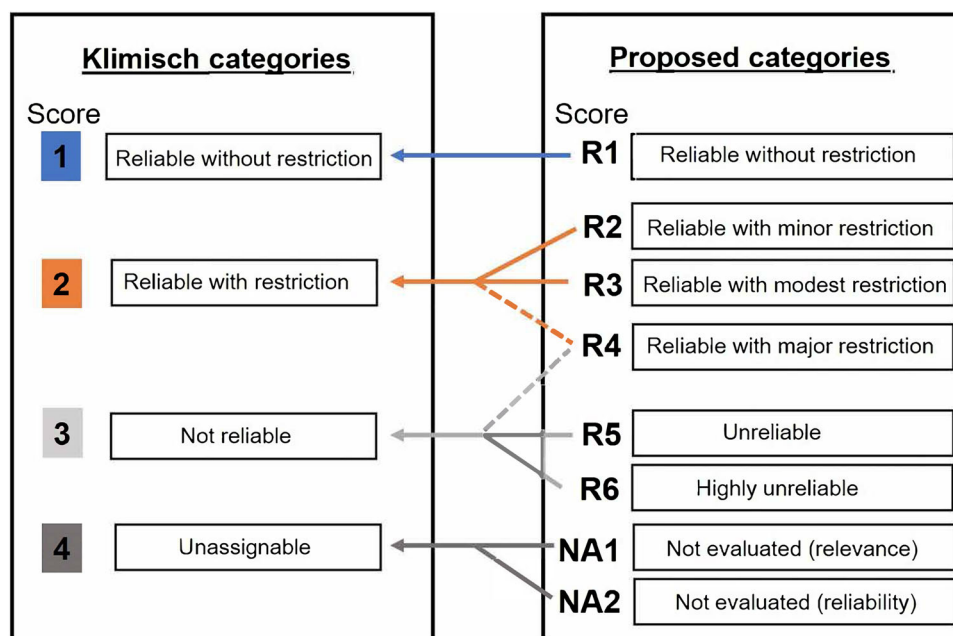 Klimisch categories
Score
1
Reliable without restriction
2
Reliable with restriction
3
Not reliable
4
Unassignable
Proposed categories
Score
R1
Reliable without restriction
R2
Reliable with minor restriction
R3
Reliable with modest restriction
R4
Reliable with major restriction
R5
Unreliable
R6
Highly unreliable
NA1
Not evaluated (relevance)
NA2
Not evaluated (reliability)